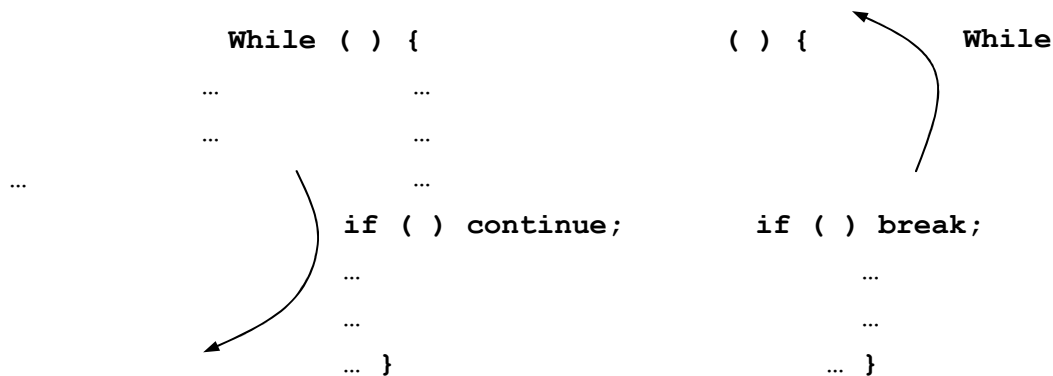 While ( ) { ( ) { While
… …
… …
… …
if ( ) continue; if ( ) break;
… …
… …
… } … }